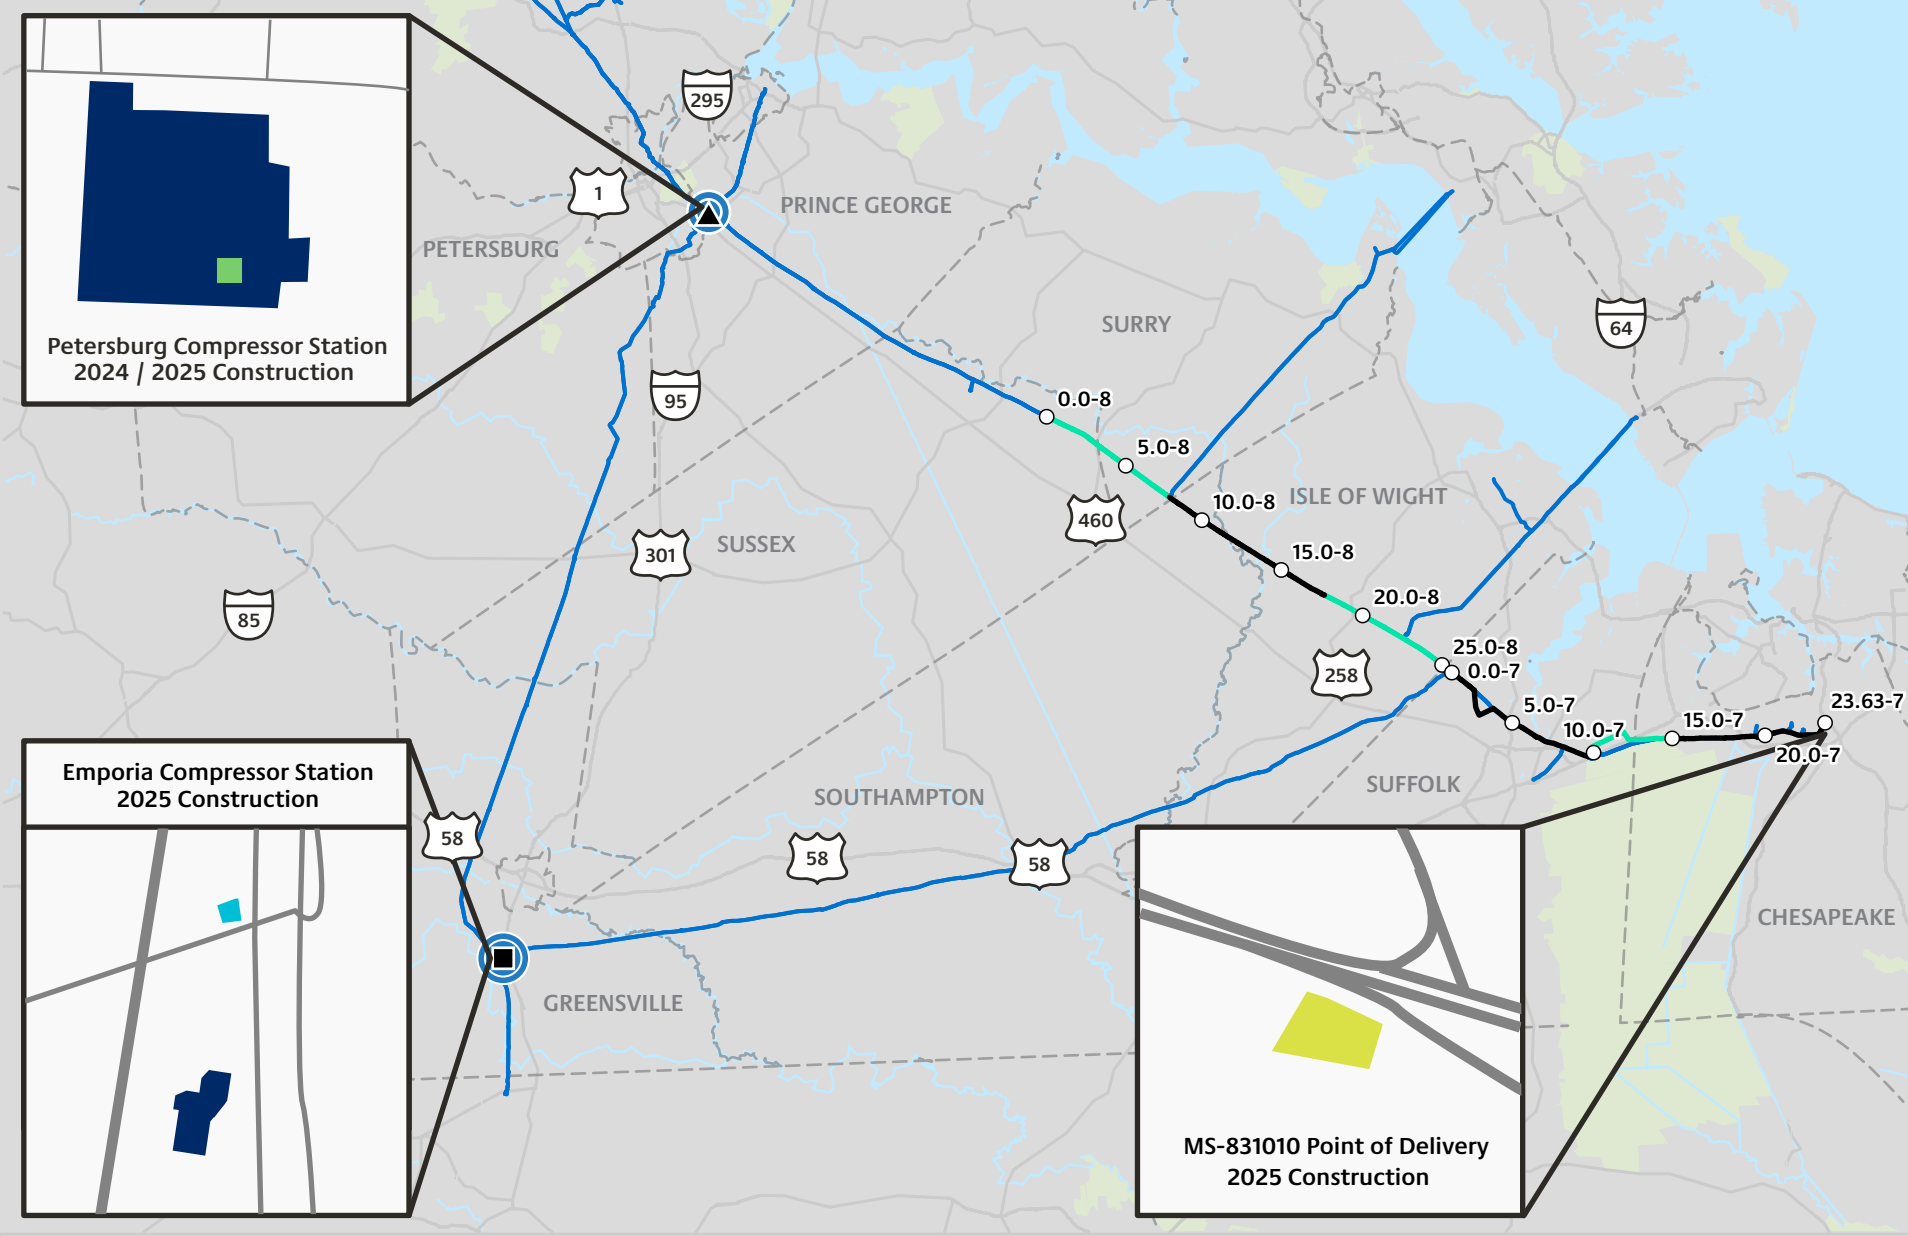 295
1
PRINCE GEORGE
PETERSBURG
Petersburg Compressor Station
2024 / 2025 Construction
SURRY
64
95
0.0-8
5.0-8
460
10.0-8
ISLE OF WIGHT
301
SUSSEX
15.0-8
85
20.0-8
258
25.0-8
0.0-7
5.0-7
10.0-7
15.0-7
23.63-7
20.0-7
SUFFOLK
Emporia Compressor Station
2025 Construction
58
SOUTHAMPTON
58
58
CHESAPEAKE
GREENSVILLE
MS-831010 Point of Delivery
2025 Construction